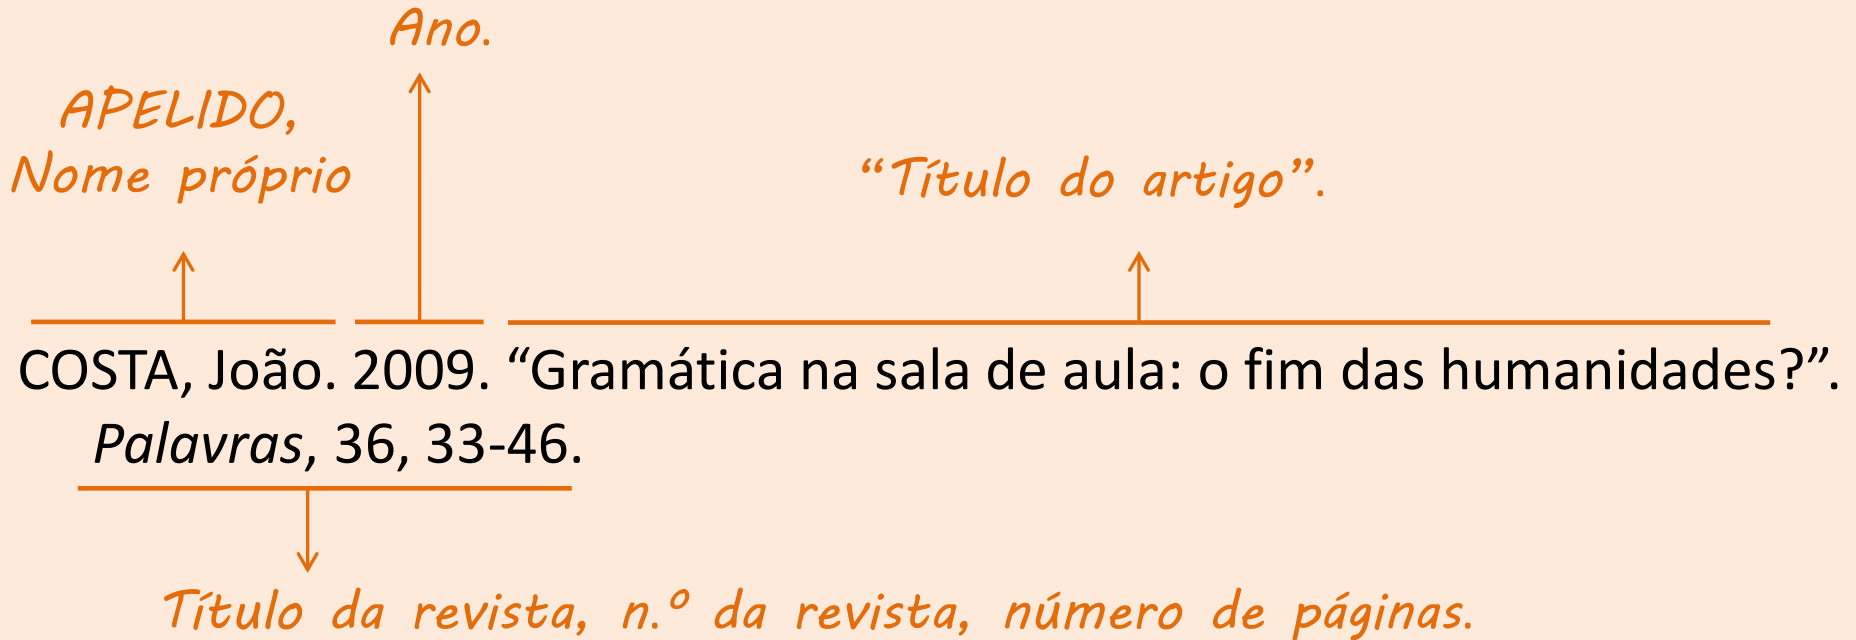 Ano.
APELIDO,
Nome próprio
“Título do artigo”.
COSTA, João. 2009. “Gramática na sala de aula: o fim das humanidades?”.
Palavras, 36, 33-46.
Título da revista, n.º da revista, número de páginas.